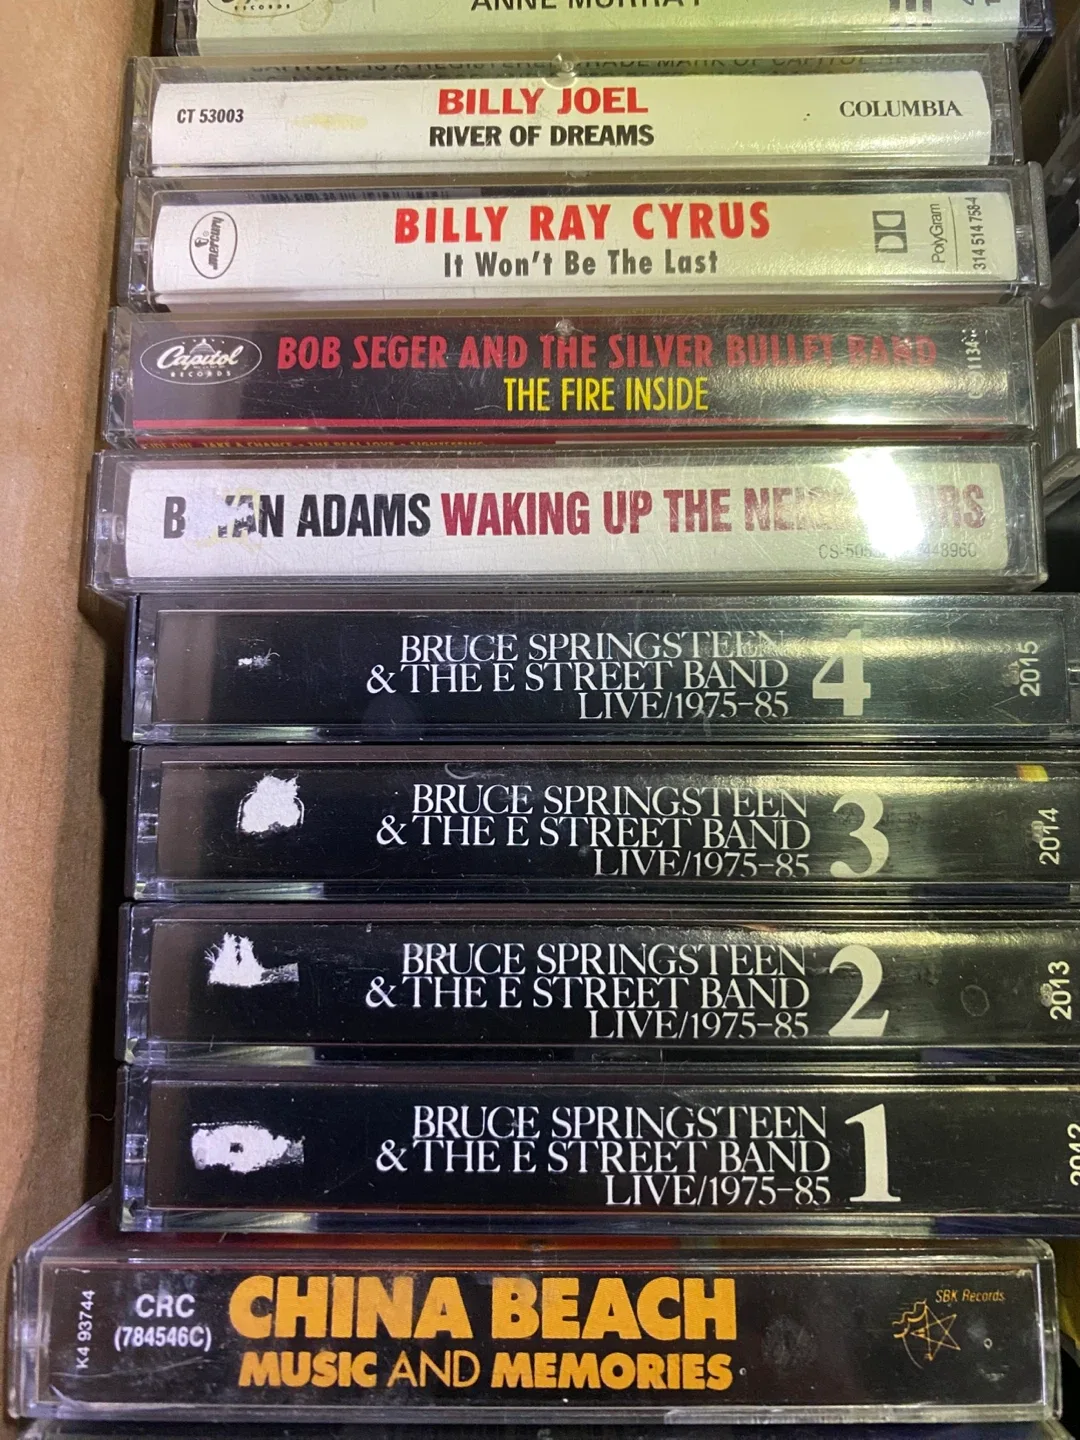 ANNE MURRAY
CT 53003
BILLY JOEL
RIVER OF DREAMS
COLUMBIA
mercury
BILLY RAY CYRUS
It Won't Be The Last
PolyGram
314 514 758-4
Capitol
RECORDS
BOB SEGER AND THE SILVER BULLET BAND
THE FIRE INSIDE
ADAMS WAKING UP THE
BRUCE SPRINGSTEEN
& THE E STREET BAND
LIVE/1975-85
4
2015
BRUCE SPRINGSTEEN
& THE E STREET BAND
LIVE/1975-85
3
2014
BRUCE SPRINGSTEEN
& THE E STREET BAND
LIVE/1975-85
2
2013
BRUCE SPRINGSTEEN
& THE E STREET BAND
LIVE/1975-85
1
K4 93744
CRC
(784546C)
CHINA BEACH
MUSIC AND MEMORIES
SBK Records